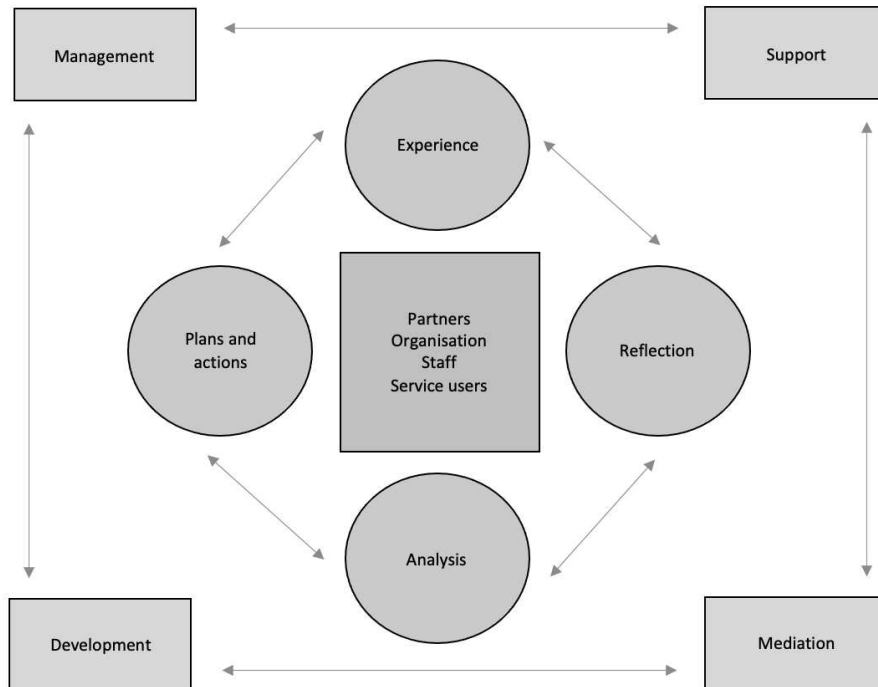 Management
Support
Experience
Plans and
actions
Partners
Organisation
Staff
Service users
Reflection
Analysis
Development
Mediation